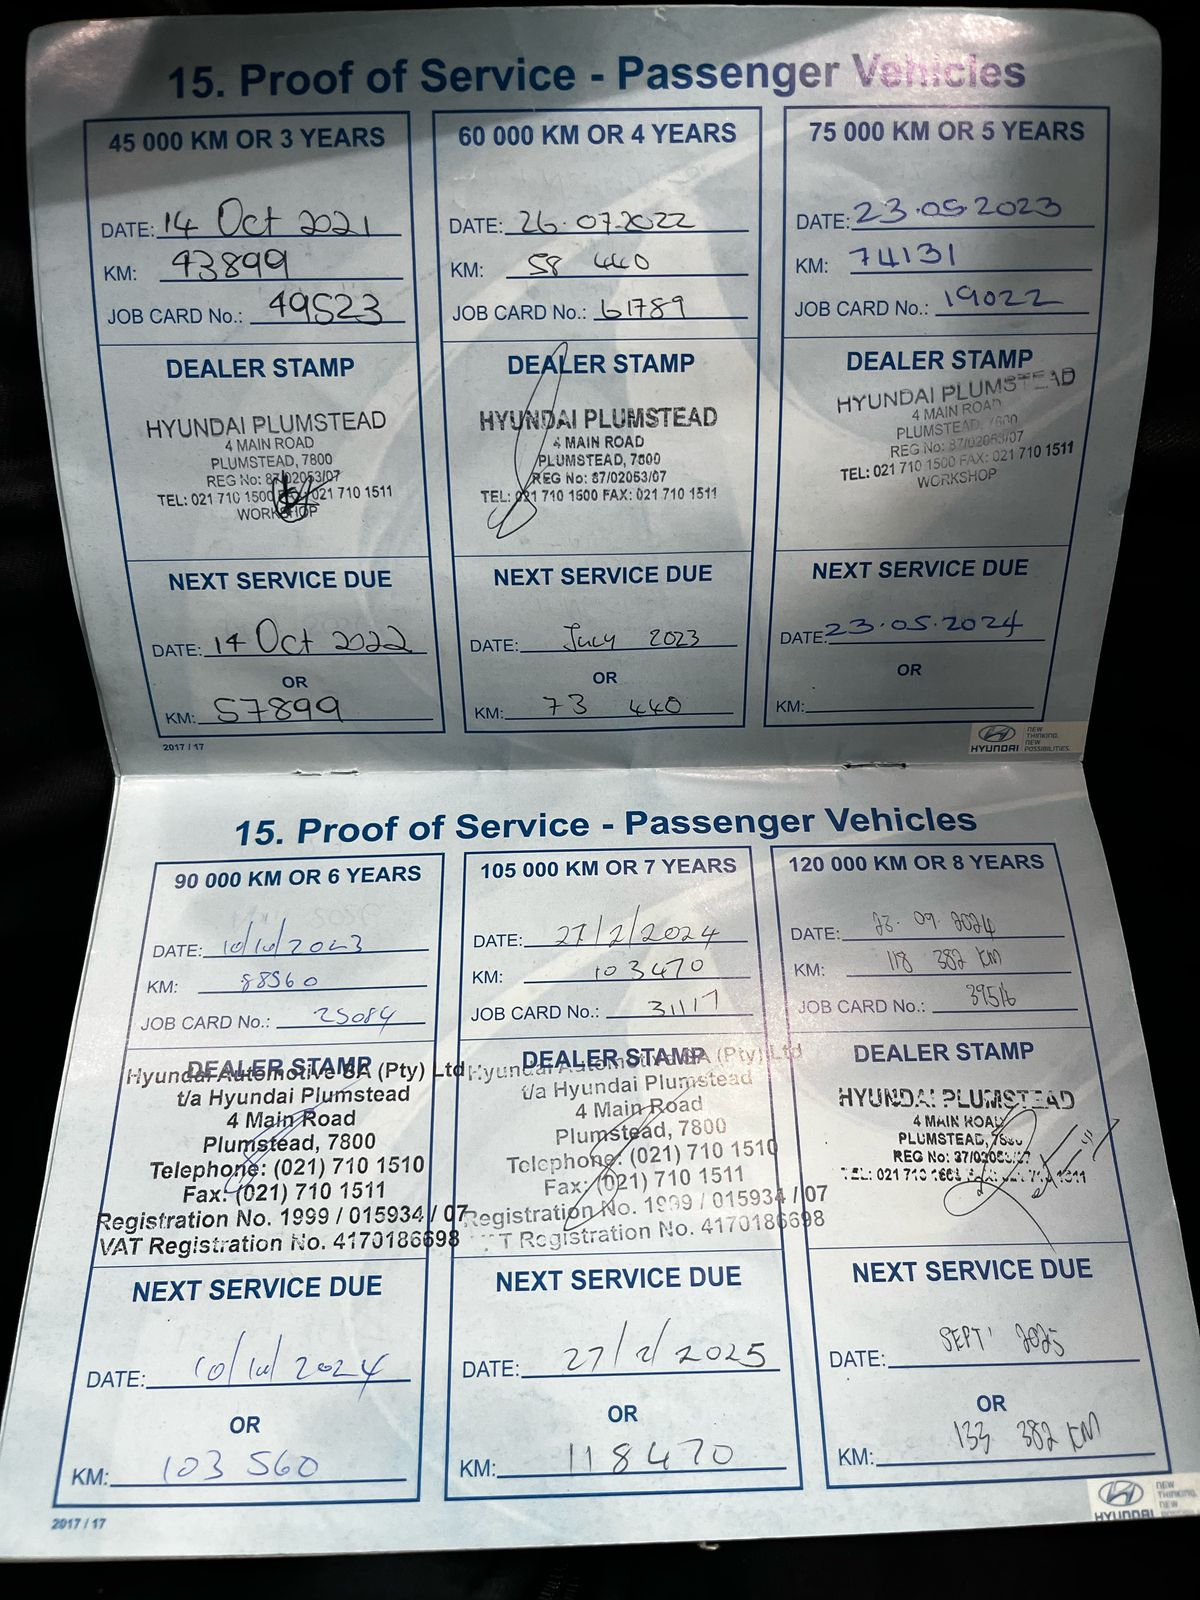 15. Proof of Service - Passenger Vehicles
45 000 KM OR 3 YEARS
DATE: 14 Oct 2021
KM: 43899
JOB CARD No.: 49523
DEALER STAMP
HYUNDAI PLUMSTEAD
4 MAIN ROAD
PLUMSTEAD, 7800
REG No: 87/02053/07
TEL: 021 710 1500 FAX: 021 710 1511
WORKSHOP
NEXT SERVICE DUE
DATE: 14 Oct 2022
OR
KM: 57899
60 000 KM OR 4 YEARS
DATE: 26.07.2022
KM: 58 440
JOB CARD No.: 61789
DEALER STAMP
HYUNDAI PLUMSTEAD
4 MAIN ROAD
PLUMSTEAD, 7800
REG No: 87/02053/07
TEL: 021 710 1500 FAX: 021 710 1511
NEXT SERVICE DUE
DATE: July 2023
OR
KM: 73 440
75 000 KM OR 5 YEARS
DATE: 23.05.2023
KM: 74131
JOB CARD No.: 19022
DEALER STAMP
HYUNDAI PLUMSTEAD
4 MAIN ROAD
PLUMSTEAD, 7800
REG No: 87/02053/07
TEL: 021 710 1500 FAX: 021 710 1511
WORKSHOP
NEXT SERVICE DUE
DATE: 23.05.2024
OR
KM:
2017 / 17
HYUNDAI
NEW
THINKING.
NEW
POSSIBILITIES.
15. Proof of Service - Passenger Vehicles
90 000 KM OR 6 YEARS
DATE: 10/10/2023
KM: 88560
JOB CARD No.: 25084
DEALER STAMP
Hyundai Automotive SA (Pty) Ltd
t/a Hyundai Plumstead
4 Main Road
Plumstead, 7800
Telephone: (021) 710 1510
Fax: (021) 710 1511
Registration No. 1999 / 015934 / 07
VAT Registration No. 4170186698
NEXT SERVICE DUE
DATE: 10/10/2024
OR
KM: 103 560
105 000 KM OR 7 YEARS
DATE: 27/2/2024
KM: 103470
JOB CARD No.: 31117
DEALER STAMP
Hyundai Automotive SA (Pty) Ltd
t/a Hyundai Plumstead
4 Main Road
Plumstead, 7800
Telephone: (021) 710 1510
Fax: (021) 710 1511
Registration No. 1999 / 015934 / 07
VAT Registration No. 4170186698
NEXT SERVICE DUE
DATE: 27/2/2025
OR
KM: 118470
120 000 KM OR 8 YEARS
DATE: 23.09.2024
KM: 118 382 KM
JOB CARD No.: 39516
DEALER STAMP
HYUNDAI PLUMSTEAD
4 MAIN ROAD
PLUMSTEAD, 7800
REG No: 87/02053/07
TEL: 021 710
NEXT SERVICE DUE
DATE: SEPT' 2025
OR
KM: 133 382 KM
2017 / 17
HYUNDAI
NEW
THINKING.
NEW